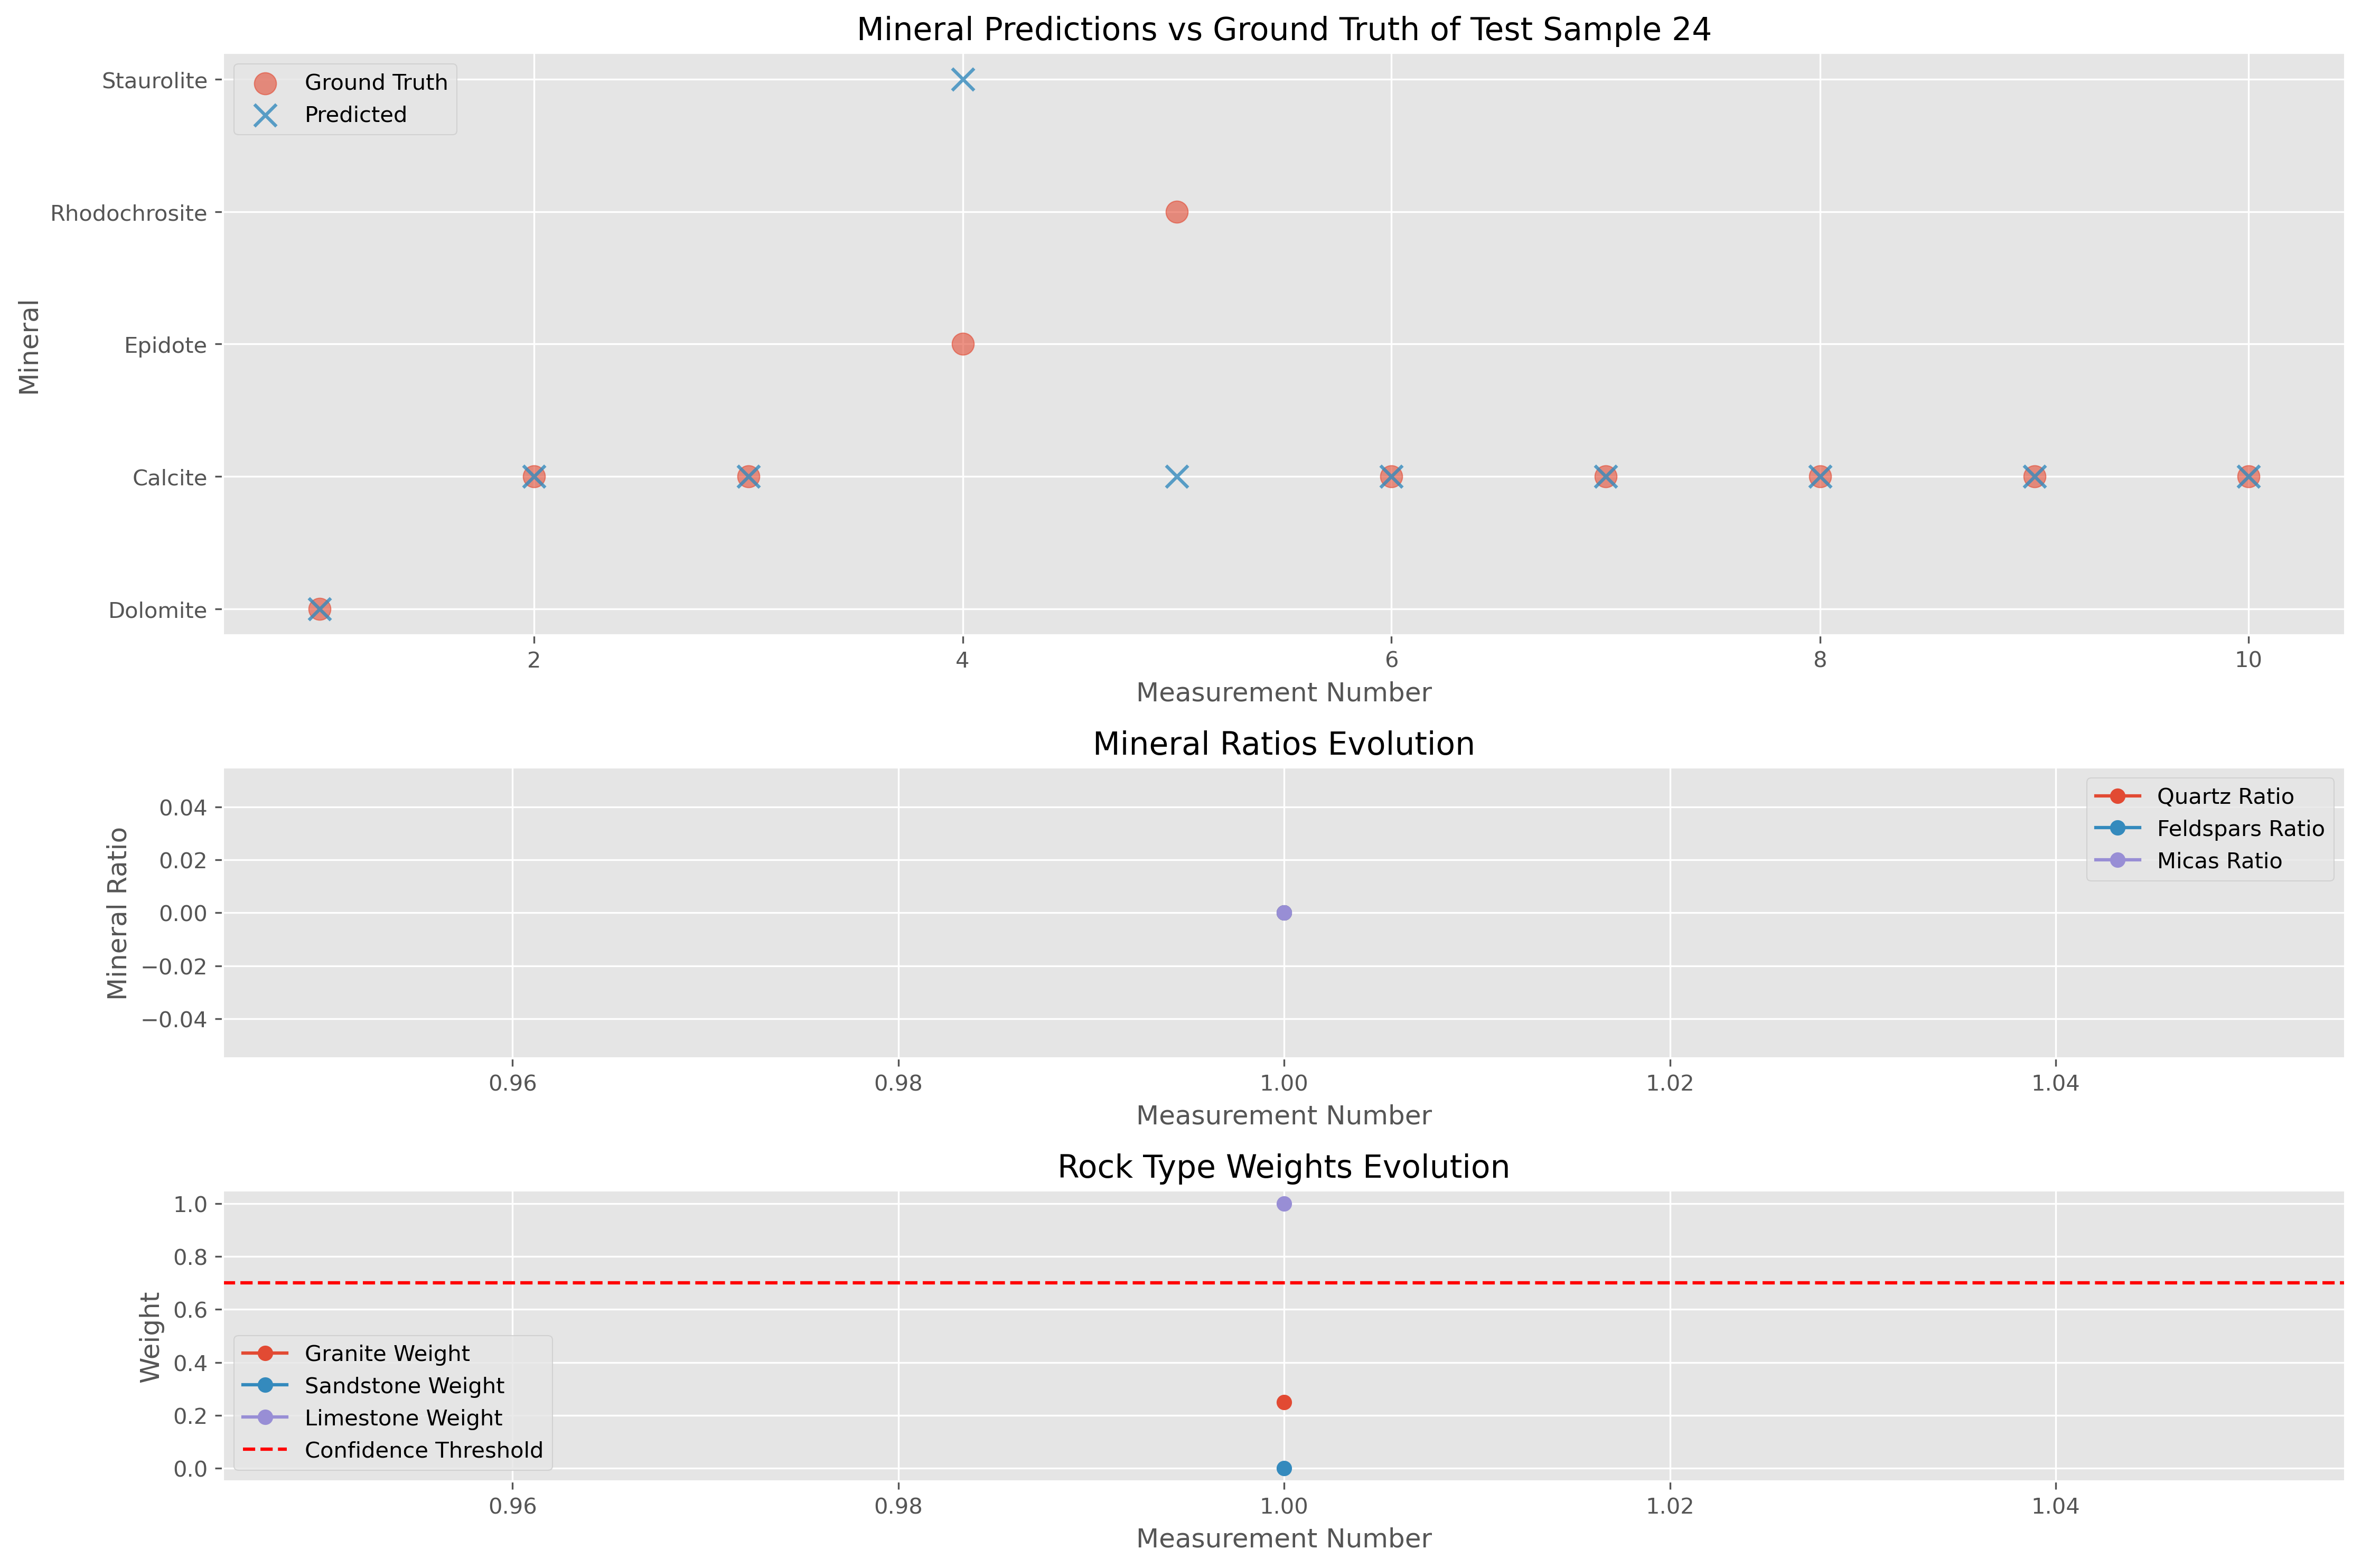 Mineral Predictions vs Ground Truth of Test Sample 24
Ground Truth
Predicted
Mineral
Staurolite
Rhodochrosite
Epidote
Calcite
Dolomite
2 4 6 8 10
Measurement Number
Mineral Ratios Evolution
Quartz Ratio
Feldspars Ratio
Micas Ratio
Mineral Ratio
0.04
0.02
0.00
−0.02
−0.04
0.96 0.98 1.00 1.02 1.04
Measurement Number
Rock Type Weights Evolution
Weight
1.0
0.8
0.6
0.4
0.2
0.0
Granite Weight
Sandstone Weight
Limestone Weight
Confidence Threshold
0.96 0.98 1.00 1.02 1.04
Measurement Number